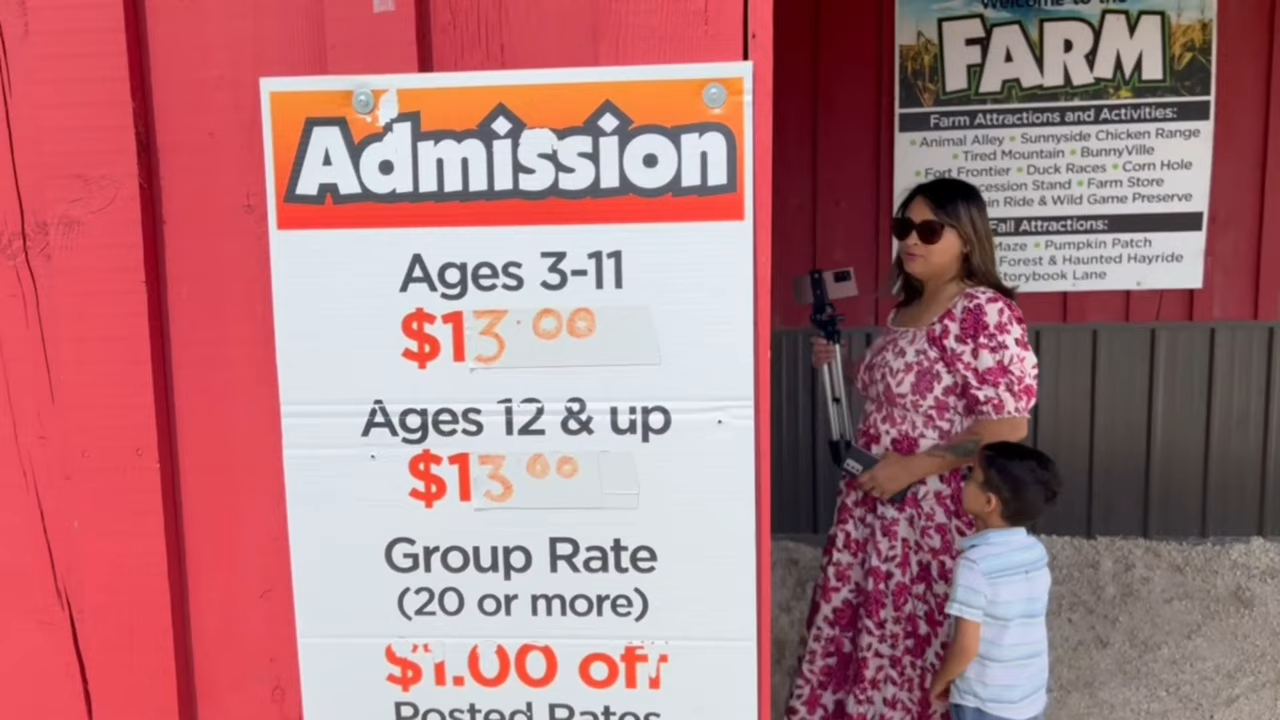 Admission
Ages 3-11
$13.00
Ages 12 & up
$13.00
Group Rate
(20 or more)
$1.00 off
Posted Rates
Welcome to the
FARM
Farm Attractions and Activities:
Animal Alley • Sunnyside Chicken Range
• Tired Mountain • BunnyVille
• Fort Frontier • Duck Races • Corn Hole
Stand • Farm Store
Ride & Wild Game Preserve
Fall Attractions:
Maze • Pumpkin Patch
Forest & Haunted Hayride
Storybook Lane